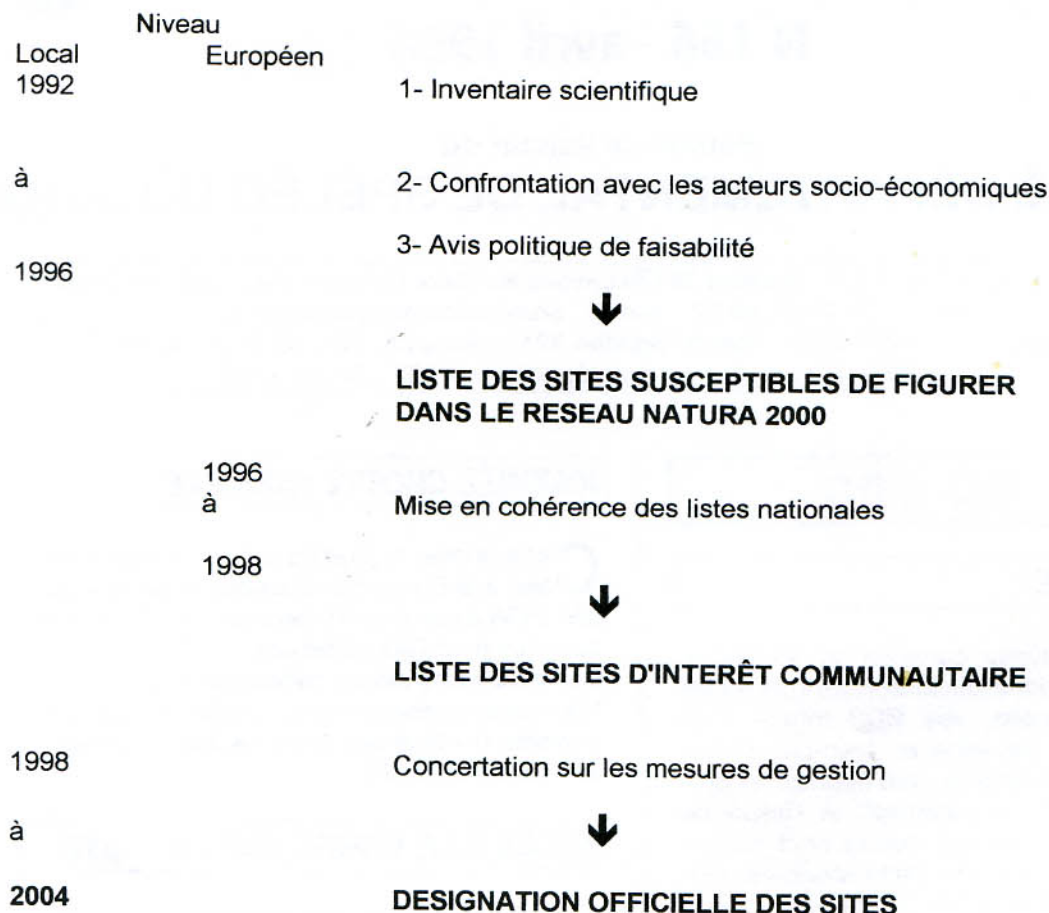 Niveau
Local Européen
1992 1- Inventaire scientifique
à 2- Confrontation avec les acteurs socio-économiques
3- Avis politique de faisabilité
1996
LISTE DES SITES SUSCEPTIBLES DE FIGURER
DANS LE RESEAU NATURA 2000
1996
à Mise en cohérence des listes nationales
1998
LISTE DES SITES D'INTERÊT COMMUNAUTAIRE
1998 Concertation sur les mesures de gestion
à
2004 DESIGNATION OFFICIELLE DES SITES